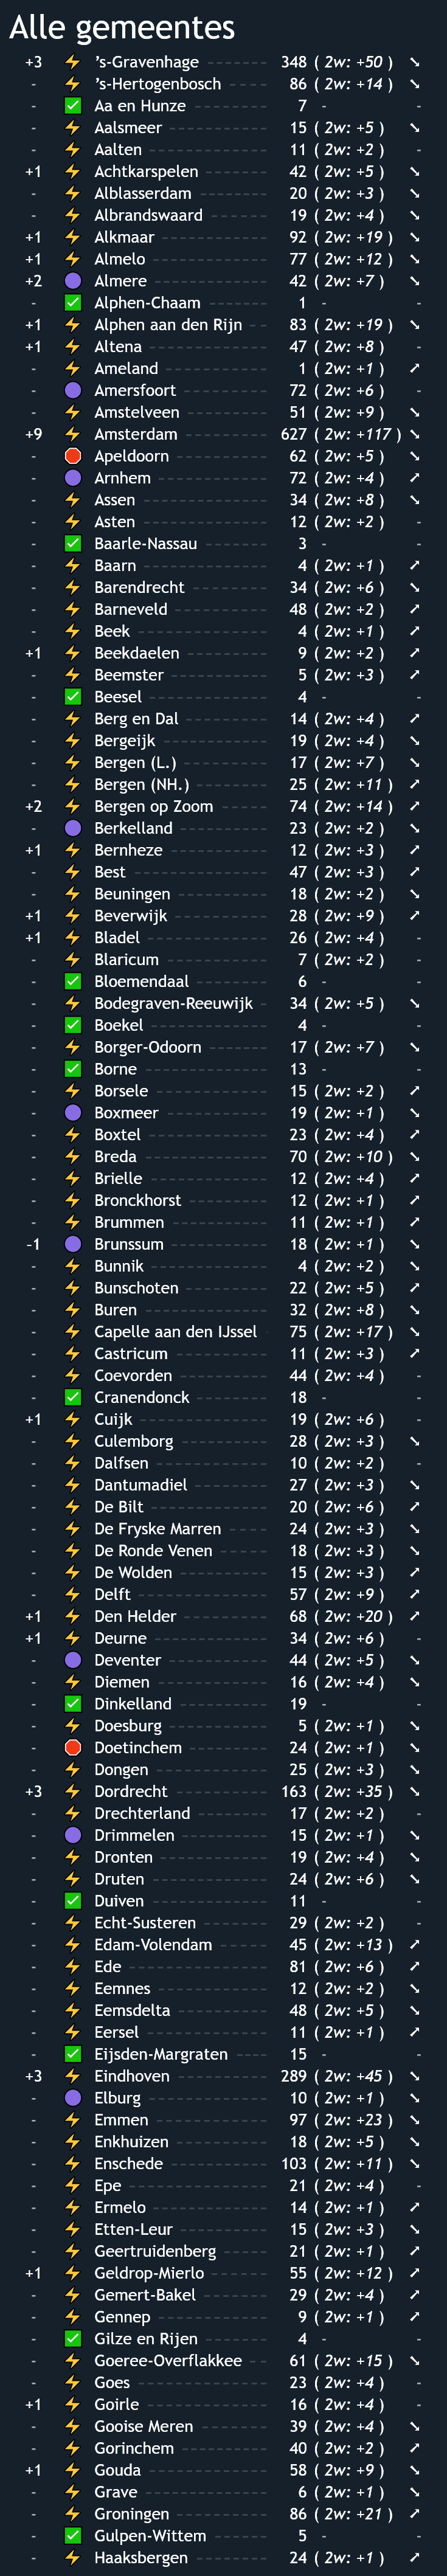 Alle gemeentes
+3 ⚡ ’s-Gravenhage 348 ( 2w: +50 ) ➘
- ⚡ ’s-Hertogenbosch 86 ( 2w: +14 ) ➘
- ✅ Aa en Hunze 7 - -
- ⚡ Aalsmeer 15 ( 2w: +5 ) ➘
- ⚡ Aalten 11 ( 2w: +2 ) -
+1 ⚡ Achtkarspelen 42 ( 2w: +5 ) ➘
- ⚡ Alblasserdam 20 ( 2w: +3 ) ➘
- ⚡ Albrandswaard 19 ( 2w: +4 ) ➘
+1 ⚡ Alkmaar 92 ( 2w: +19 ) ➘
+1 ⚡ Almelo 77 ( 2w: +12 ) ➘
+2 🟣 Almere 42 ( 2w: +7 ) ➘
- ✅ Alphen-Chaam 1 - -
+1 ⚡ Alphen aan den Rijn 83 ( 2w: +19 ) ➘
+1 ⚡ Altena 47 ( 2w: +8 ) -
- ⚡ Ameland 1 ( 2w: +1 ) ➚
- 🟣 Amersfoort 72 ( 2w: +6 ) -
- ⚡ Amstelveen 51 ( 2w: +9 ) ➘
+9 ⚡ Amsterdam 627 ( 2w: +117 ) ➘
- 🛑 Apeldoorn 62 ( 2w: +5 ) ➘
- 🟣 Arnhem 72 ( 2w: +4 ) ➚
- ⚡ Assen 34 ( 2w: +8 ) ➘
- ⚡ Asten 12 ( 2w: +2 ) -
- ✅ Baarle-Nassau 3 - -
- ⚡ Baarn 4 ( 2w: +1 ) ➚
- ⚡ Barendrecht 34 ( 2w: +6 ) ➘
- ⚡ Barneveld 48 ( 2w: +2 ) ➚
- ⚡ Beek 4 ( 2w: +1 ) ➚
+1 ⚡ Beekdaelen 9 ( 2w: +2 ) ➚
- ⚡ Beemster 5 ( 2w: +3 ) ➚
- ✅ Beesel 4 - -
- ⚡ Berg en Dal 14 ( 2w: +4 ) ➚
- ⚡ Bergeijk 19 ( 2w: +4 ) ➘
- ⚡ Bergen (L.) 17 ( 2w: +7 ) ➘
- ⚡ Bergen (NH.) 25 ( 2w: +11 ) ➚
+2 ⚡ Bergen op Zoom 74 ( 2w: +14 ) ➚
- 🟣 Berkelland 23 ( 2w: +2 ) ➘
+1 ⚡ Bernheze 12 ( 2w: +3 ) ➚
- ⚡ Best 47 ( 2w: +3 ) ➚
- ⚡ Beuningen 18 ( 2w: +2 ) ➘
+1 ⚡ Beverwijk 28 ( 2w: +9 ) ➚
+1 ⚡ Bladel 26 ( 2w: +4 ) -
- ⚡ Blaricum 7 ( 2w: +2 ) -
- ✅ Bloemendaal 6 - -
- ⚡ Bodegraven-Reeuwijk 34 ( 2w: +5 ) ➘
- ✅ Boekel 4 - -
- ⚡ Borger-Odoorn 17 ( 2w: +7 ) ➘
- ✅ Borne 13 - -
- ⚡ Borsele 15 ( 2w: +2 ) ➚
- 🟣 Boxmeer 19 ( 2w: +1 ) ➘
- ⚡ Boxtel 23 ( 2w: +4 ) ➚
- ⚡ Breda 70 ( 2w: +10 ) ➘
- ⚡ Brielle 12 ( 2w: +4 ) ➚
- ⚡ Bronckhorst 12 ( 2w: +1 ) ➚
- ⚡ Brummen 11 ( 2w: +1 ) ➚
-1 🟣 Brunssum 18 ( 2w: +1 ) ➘
- ⚡ Bunnik 4 ( 2w: +2 ) ➘
- ⚡ Bunschoten 22 ( 2w: +5 ) ➚
- ⚡ Buren 32 ( 2w: +8 ) ➘
- ⚡ Capelle aan den IJssel 75 ( 2w: +17 ) ➘
- ⚡ Castricum 11 ( 2w: +3 ) ➚
- ⚡ Coevorden 44 ( 2w: +4 ) -
- ✅ Cranendonck 18 - -
+1 ⚡ Cuijk 19 ( 2w: +6 ) -
- ⚡ Culemborg 28 ( 2w: +3 ) ➘
- ⚡ Dalfsen 10 ( 2w: +2 ) -
- ⚡ Dantumadiel 27 ( 2w: +3 ) ➘
- ⚡ De Bilt 20 ( 2w: +6 ) ➚
- ⚡ De Fryske Marren 24 ( 2w: +3 ) ➘
- ⚡ De Ronde Venen 18 ( 2w: +3 ) ➘
- ⚡ De Wolden 15 ( 2w: +3 ) ➚
- ⚡ Delft 57 ( 2w: +9 ) ➚
+1 ⚡ Den Helder 68 ( 2w: +20 ) ➚
+1 ⚡ Deurne 34 ( 2w: +6 ) -
- 🟣 Deventer 44 ( 2w: +5 ) ➘
- ⚡ Diemen 16 ( 2w: +4 ) ➘
- ✅ Dinkelland 19 - -
- ⚡ Doesburg 5 ( 2w: +1 ) ➘
- 🛑 Doetinchem 24 ( 2w: +1 ) ➘
- ⚡ Dongen 25 ( 2w: +3 ) ➘
+3 ⚡ Dordrecht 163 ( 2w: +35 ) ➘
- ⚡ Drechterland 17 ( 2w: +2 ) -
- 🟣 Drimmelen 15 ( 2w: +1 ) ➘
- ⚡ Dronten 19 ( 2w: +4 ) ➘
- ⚡ Druten 24 ( 2w: +6 ) ➘
- ✅ Duiven 11 - -
- ⚡ Echt-Susteren 29 ( 2w: +2 ) -
- ⚡ Edam-Volendam 45 ( 2w: +13 ) ➚
- ⚡ Ede 81 ( 2w: +6 ) ➚
- ⚡ Eemnes 12 ( 2w: +2 ) ➘
- ⚡ Eemsdelta 48 ( 2w: +5 ) ➘
- ⚡ Eersel 11 ( 2w: +1 ) ➚
- ✅ Eijsden-Margraten 15 - -
+3 ⚡ Eindhoven 289 ( 2w: +45 ) ➘
- 🟣 Elburg 10 ( 2w: +1 ) ➘
- ⚡ Emmen 97 ( 2w: +23 ) ➘
- ⚡ Enkhuizen 18 ( 2w: +5 ) ➘
- ⚡ Enschede 103 ( 2w: +11 ) ➘
- ⚡ Epe 21 ( 2w: +4 ) -
- ⚡ Ermelo 14 ( 2w: +1 ) ➚
- ⚡ Etten-Leur 15 ( 2w: +3 ) ➘
- ⚡ Geertruidenberg 21 ( 2w: +1 ) ➚
+1 ⚡ Geldrop-Mierlo 55 ( 2w: +12 ) ➚
- ⚡ Gemert-Bakel 29 ( 2w: +4 ) ➚
- ⚡ Gennep 9 ( 2w: +1 ) ➚
- ✅ Gilze en Rijen 4 - -
- ⚡ Goeree-Overflakkee 61 ( 2w: +15 ) ➘
- ⚡ Goes 23 ( 2w: +4 ) -
+1 ⚡ Goirle 16 ( 2w: +4 ) -
- ⚡ Gooise Meren 39 ( 2w: +4 ) ➘
- ⚡ Gorinchem 40 ( 2w: +2 ) ➚
+1 ⚡ Gouda 58 ( 2w: +9 ) ➘
- ⚡ Grave 6 ( 2w: +1 ) ➘
- ⚡ Groningen 86 ( 2w: +21 ) ➚
- ✅ Gulpen-Wittem 5 - -
- ⚡ Haaksbergen 24 ( 2w: +1 ) ➚